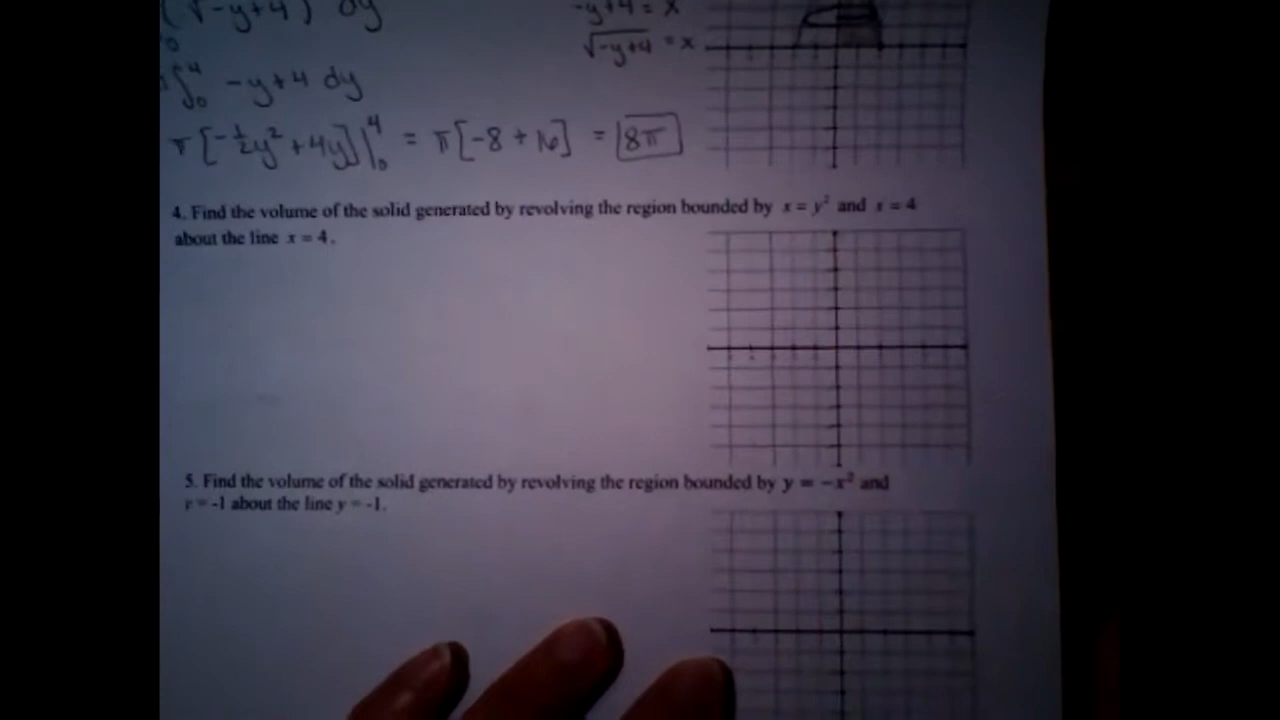 (√-y+4) dy
-y+4 = x
√-y+4 = x
∫₀⁴ -y+4 dy
π[-½y²+4y]|₀⁴ = π[-8+16] = 8π
4. Find the volume of the solid generated by revolving the region bounded by x = y² and x = 4
about the line x = 4.
5. Find the volume of the solid generated by revolving the region bounded by y = -x² and
y = -1 about the line y = -1.